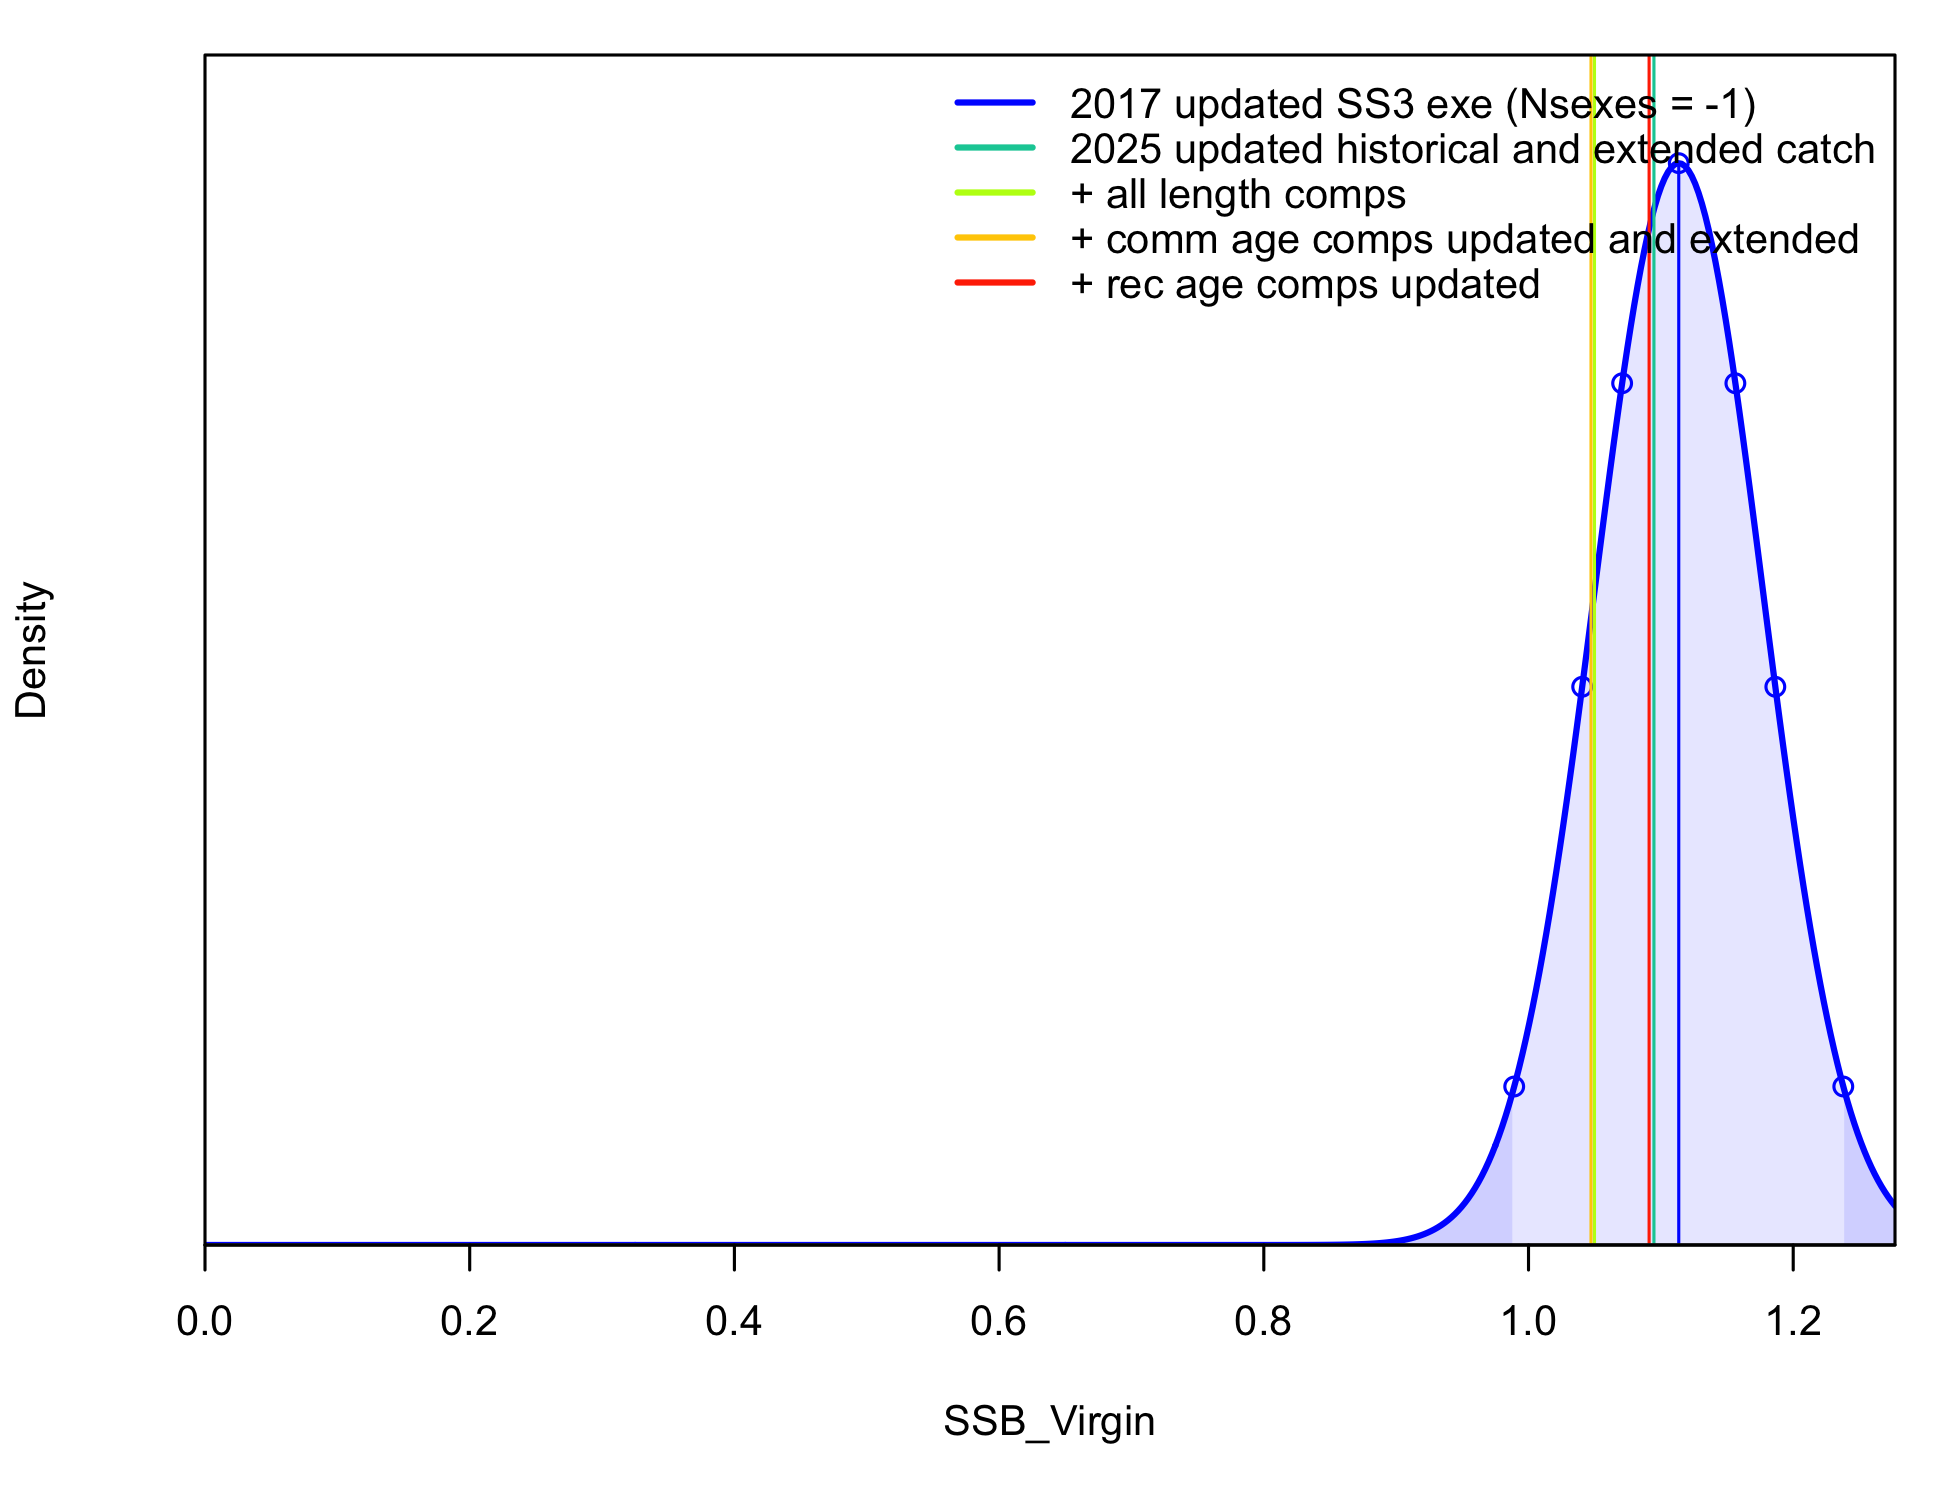 2017 updated SS3 exe (Nsexes = -1)
2025 updated historical and extended catch
+ all length comps
+ comm age comps updated and extended
+ rec age comps updated
Density
0.0 0.2 0.4 0.6 0.8 1.0 1.2
SSB_Virgin